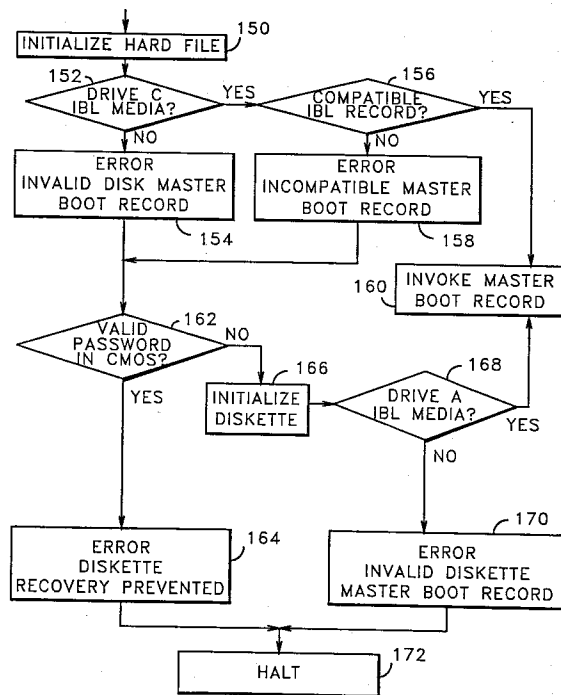 INITIALIZE HARD FILE
150
152
DRIVE C
IBL MEDIA?
YES
NO
156
COMPATIBLE
IBL RECORD?
YES
NO
ERROR
INVALID DISK MASTER
BOOT RECORD
154
ERROR
INCOMPATIBLE MASTER
BOOT RECORD
158
160
INVOKE MASTER
BOOT RECORD
162
VALID
PASSWORD
IN CMOS?
NO
YES
166
INITIALIZE
DISKETTE
168
DRIVE A
IBL MEDIA?
YES
NO
164
ERROR
DISKETTE
RECOVERY PREVENTED
170
ERROR
INVALID DISKETTE
MASTER BOOT RECORD
HALT
172